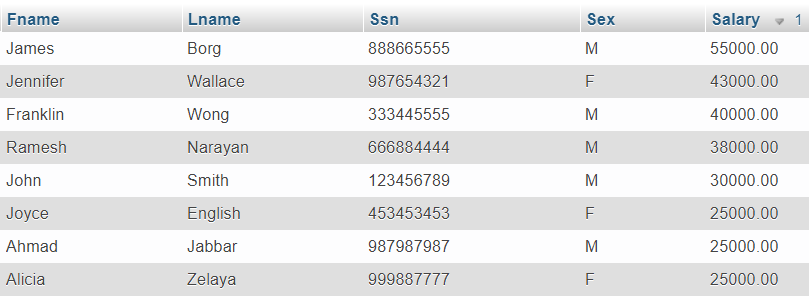 Fname Lname Ssn Sex Salary 1
James Borg 888665555 M 55000.00
Jennifer Wallace 987654321 F 43000.00
Franklin Wong 333445555 M 40000.00
Ramesh Narayan 666884444 M 38000.00
John Smith 123456789 M 30000.00
Joyce English 453453453 F 25000.00
Ahmad Jabbar 987987987 M 25000.00
Alicia Zelaya 999887777 F 25000.00